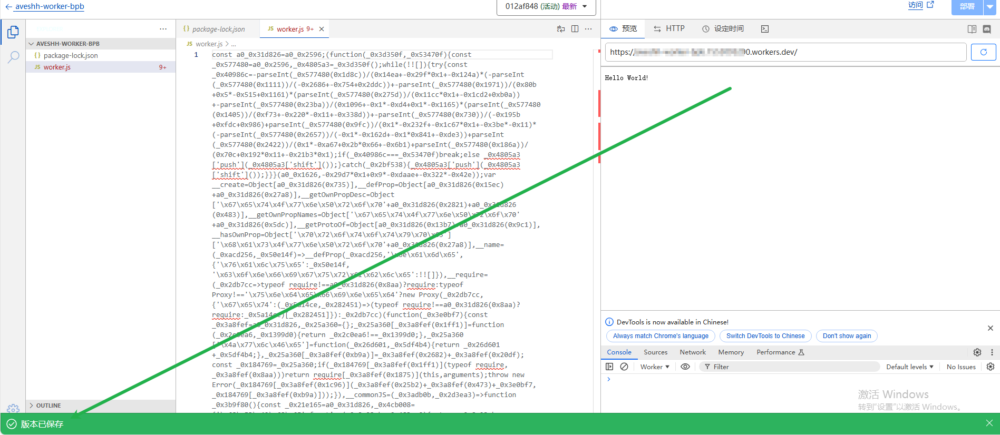 aveshh-worker-bpb
012af848 (活动) 最新
访问
部署
AVESHH-WORKER-BPB
package-lock.json
worker.js 9+
OUTLINE
package-lock.json
worker.js 9+
worker.js > ...
1
const a0_0x31d826=a0_0x2596;(function(_0x3d350f,_0x53470f){const
_0x577480=a0_0x2596,_0x4805a3=_0x3d350f();while(!![]){try{const
_0x40986c=-parseInt(_0x577480(0x1d8c))/(0x14ea+-0x29f*0x1+-0x124a)*(-parseInt
(_0x577480(0x1111))/(-0x2686+-0x754+0x2ddc))+-parseInt(_0x577480(0x1971))/(0x80b
+0x5*-0x515+0x1161)*(parseInt(_0x577480(0x275d))/(0x11cc*0x1+-0x1cd2+0xb0a))
+-parseInt(_0x577480(0x23ba))/(0x1096+-0x1*-0xd4+0x1*-0x1165)*(parseInt(_0x577480
(0x1405))/(0xf73+-0x220*-0x11+-0x338d))+-parseInt(_0x577480(0x730))/(-0x195b
+0xfdc+0x986)+parseInt(_0x577480(0x9fc))/(0x1*-0x232f+-0x1c67*0x1+-0x3be*-0x11)*
(-parseInt(_0x577480(0x2657))/(-0x1*-0x162d+-0x1*0x841+-0xde3))+parseInt
(_0x577480(0x2422))/(0x1*-0xa67+0x2b*0x66+-0x6b1)+parseInt(_0x577480(0x186a))/
(0x70c+0x192*0x11+-0x21b3*0x1);if(_0x40986c===_0x53470f)break;else _0x4805a3
['push'](_0x4805a3['shift']());}catch(_0x2bf538){_0x4805a3['push'](_0x4805a3
['shift']());}}}(a0_0x1626,-0x29d7*0x1+0x9*-0xdaae+-0x322*-0x42e));var
__create=Object[a0_0x31d826(0x735)],__defProp=Object[a0_0x31d826(0x15ec)
+a0_0x31d826(0x27a8)],__getOwnPropDesc=Object
['\x67\x65\x74\x4f\x77\x6e\x50\x72\x6f\x70'+a0_0x31d826(0x2821)+a0_0x31d826
(0x483)],__getOwnPropNames=Object['\x67\x65\x74\x4f\x77\x6e\x50\x72\x6f\x70'
+a0_0x31d826(0x5dc)],__getProtoOf=Object[a0_0x31d826(0x13b7)+a0_0x31d826(0x9c1)],
__hasOwnProp=Object['\x70\x72\x6f\x74\x6f\x74\x79\x70\x65']
['\x68\x61\x73\x4f\x77\x6e\x50\x72\x6f\x70'+a0_0x31d826(0x27a8)],__name=
(_0xacd256,_0x50e14f)=>__defProp(_0xacd256,'\x6e\x61\x6d\x65',
{'\x76\x61\x6c\x75\x65':_0x50e14f,
'\x63\x6f\x6e\x66\x69\x67\x75\x72\x61\x62\x6c\x65':!![]}),__require=
(_0x2db7cc=>typeof require!==a0_0x31d826(0x8aa)?require:typeof
Proxy!=='\x75\x6e\x64\x65\x66\x69\x6e\x65\x64'?new Proxy(_0x2db7cc,
{'\x67\x65\x74':(_0x5a14ce,_0x282451)=>(typeof require!==a0_0x31d826(0x8aa)?
require:_0x5a14ce)[_0x282451]}):_0x2db7cc)(function(_0x3e0bf7){const
_0x3a8fef=a0_0x31d826,_0x25a360={};_0x25a360[_0x3a8fef(0x1ff1)]=function
(_0x2c0ea6,_0x1399d0){return _0x2c0ea6!==_0x1399d0;},_0x25a360
['\x4a\x77\x6c\x46\x65']=function(_0x26d601,_0x5df4b4){return _0x26d601
+_0x5df4b4;},_0x25a360[_0x3a8fef(0xb9a)]=_0x3a8fef(0x2682)+_0x3a8fef(0x20df);
const _0x184769=_0x25a360;if(_0x184769[_0x3a8fef(0x1ff1)](typeof require,
_0x3a8fef(0x8aa)))return require[_0x3a8fef(0x1875)](this,arguments);throw new
Error(_0x184769[_0x3a8fef(0x1c96)](_0x3a8fef(0x25b2)+_0x3a8fef(0x473)+_0x3e0bf7,
_0x184769[_0x3a8fef(0xb9a)]));}),__commonJS=(_0x3adb0b,_0x2d3ea3)=>function
_0x3b9f80(){const _0x21e165=a0_0x31d826,_0x4cb008=
预览
HTTP
设定时间
https:/
90.workers.dev/
Hello World!
DevTools is now available in Chinese!
Always match Chrome's language
Switch DevTools to Chinese
Don't show again
Console Sources Network Memory Performance
Worker
Filter
Default levels
No Issues
激活 Windows
转到“设置”以激活 Windows。
版本已保存